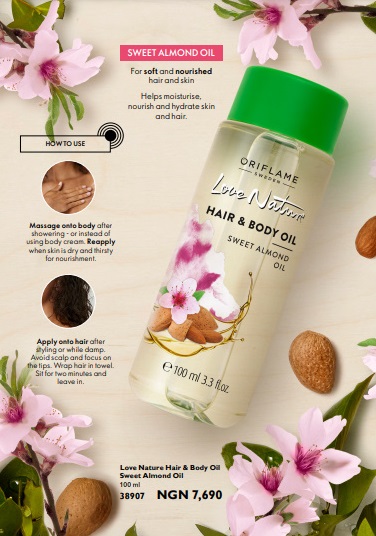 SWEET ALMOND OIL
For soft and nourished
hair and skin
Helps moisturise,
nourish and hydrate skin
and hair.
HOW TO USE
Massage onto body after
showering - or instead of
using body cream. Reapply
when skin is dry and thirsty
for nourishment.
Apply onto hair after
styling or while damp.
Avoid scalp and focus on
the tips. Wrap hair in towel.
Sit for two minutes and
leave in.
ORIFLAME
SWEDEN
Love Nature
HAIR & BODY OIL
SWEET ALMOND
OIL
℮ 100 ml 3.3 fl.oz.
Love Nature Hair & Body Oil
Sweet Almond Oil
100 ml
38907 NGN 7,690